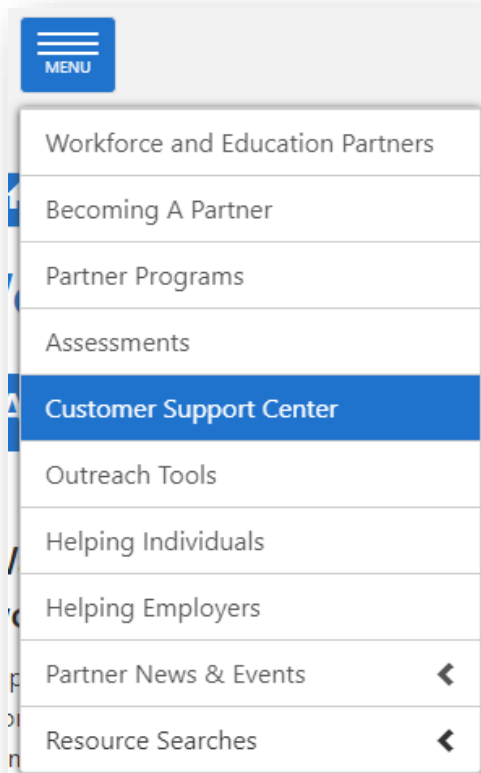 MENU
Workforce and Education Partners
Becoming A Partner
Partner Programs
Assessments
Customer Support Center
Outreach Tools
Helping Individuals
Helping Employers
Partner News & Events
Resource Searches